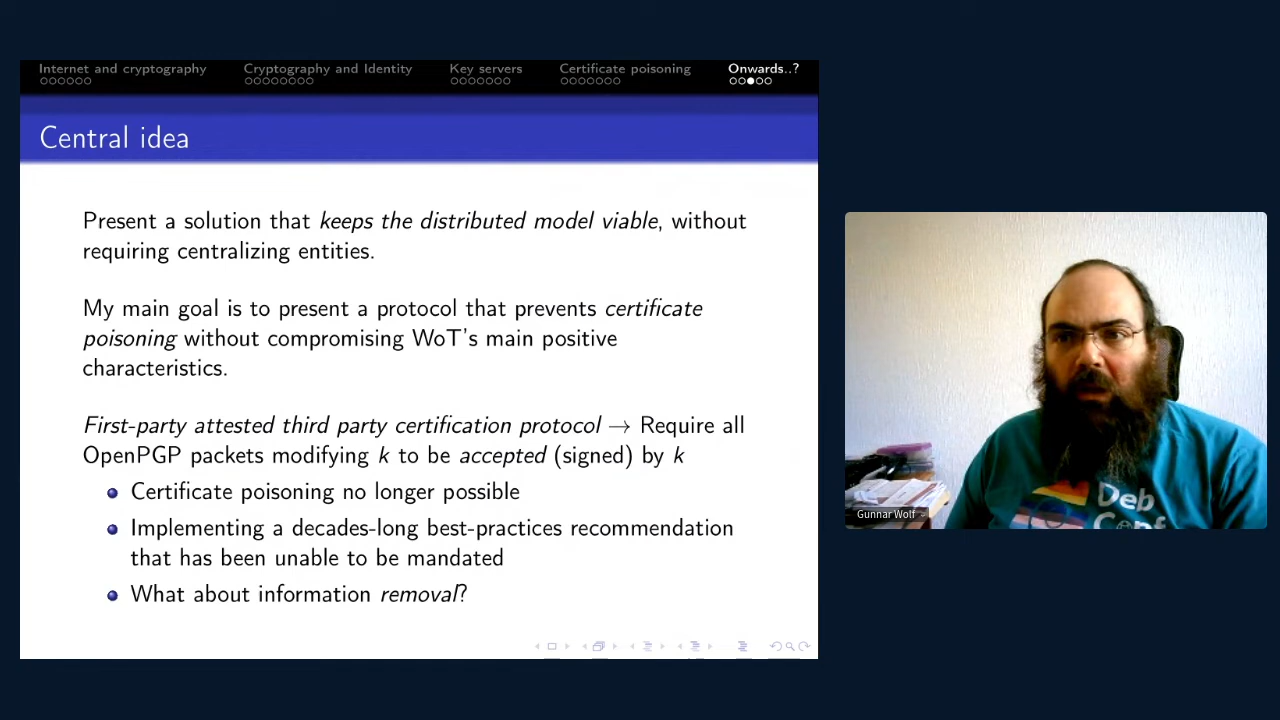 Internet and cryptography
Cryptography and Identity
Key servers
Certificate poisoning
Onwards..?
Central idea
Present a solution that keeps the distributed model viable, without
requiring centralizing entities.
My main goal is to present a protocol that prevents certificate
poisoning without compromising WoT's main positive
characteristics.
First-party attested third party certification protocol → Require all
OpenPGP packets modifying k to be accepted (signed) by k
Certificate poisoning no longer possible
Implementing a decades-long best-practices recommendation
that has been unable to be mandated
What about information removal?
Gunnar Wolf
Deb
Conf